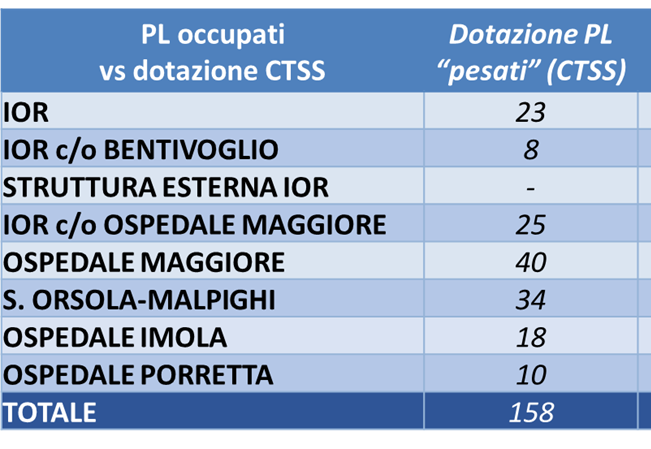 PL occupati
vs dotazione CTSS
Dotazione PL
“pesati” (CTSS)
IOR 23
IOR c/o BENTIVOGLIO 8
STRUTTURA ESTERNA IOR -
IOR c/o OSPEDALE MAGGIORE 25
OSPEDALE MAGGIORE 40
S. ORSOLA-MALPIGHI 34
OSPEDALE IMOLA 18
OSPEDALE PORRETTA 10
TOTALE 158